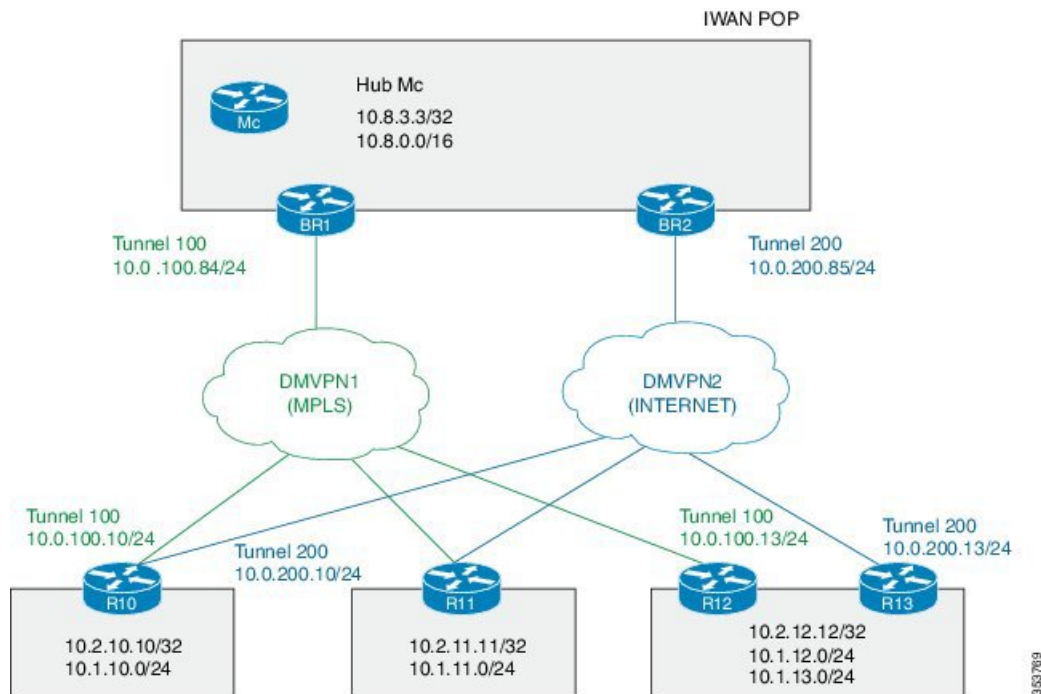 IWAN POP
Hub Mc
10.8.3.3/32
10.8.0.0/16
Mc
BR1
BR2
Tunnel 100
10.0 .100.84/24
Tunnel 200
10.0.200.85/24
DMVPN1
(MPLS)
DMVPN2
(INTERNET)
Tunnel 100
10.0.100.10/24
Tunnel 200
10.0.200.10/24
Tunnel 100
10.0.100.13/24
Tunnel 200
10.0.200.13/24
R10
R11
R12
R13
10.2.10.10/32
10.1.10.0/24
10.2.11.11/32
10.1.11.0/24
10.2.12.12/32
10.1.12.0/24
10.1.13.0/24
353769